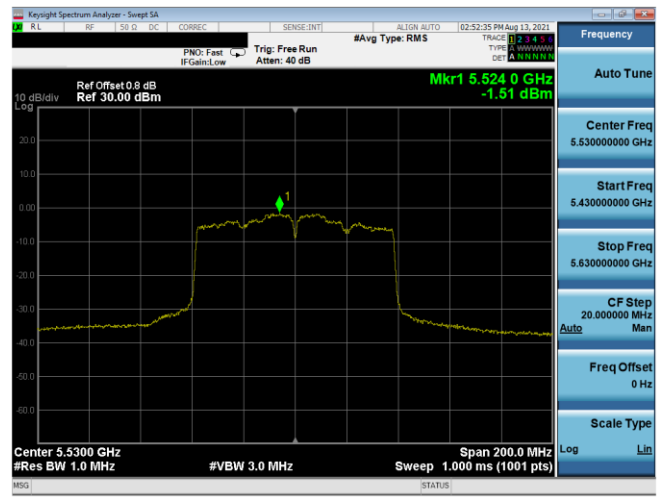 Keysight Spectrum Analyzer - Swept SA
RL RF 50 Ω DC CORREC SENSE:INT ALIGN AUTO 02:52:35 PM Aug 13, 2021
#Avg Type: RMS
TRACE 1 2 3 4 5 6
TYPE A WWWWW
DET A N N N N N
PNO: Fast Trig: Free Run
IFGain:Low Atten: 40 dB
Frequency
Auto Tune
Mkr1 5.524 0 GHz
-1.51 dBm
Ref Offset 0.8 dB
10 dB/div Ref 30.00 dBm
Log
20.0
10.0
0.00
-10.0
-20.0
-30.0
-40.0
-50.0
-60.0
1
Center Freq
5.530000000 GHz
Start Freq
5.430000000 GHz
Stop Freq
5.630000000 GHz
CF Step
20.000000 MHz
Auto Man
Freq Offset
0 Hz
Scale Type
Log Lin
Center 5.5300 GHz Span 200.0 MHz
#Res BW 1.0 MHz #VBW 3.0 MHz Sweep 1.000 ms (1001 pts)
MSG STATUS